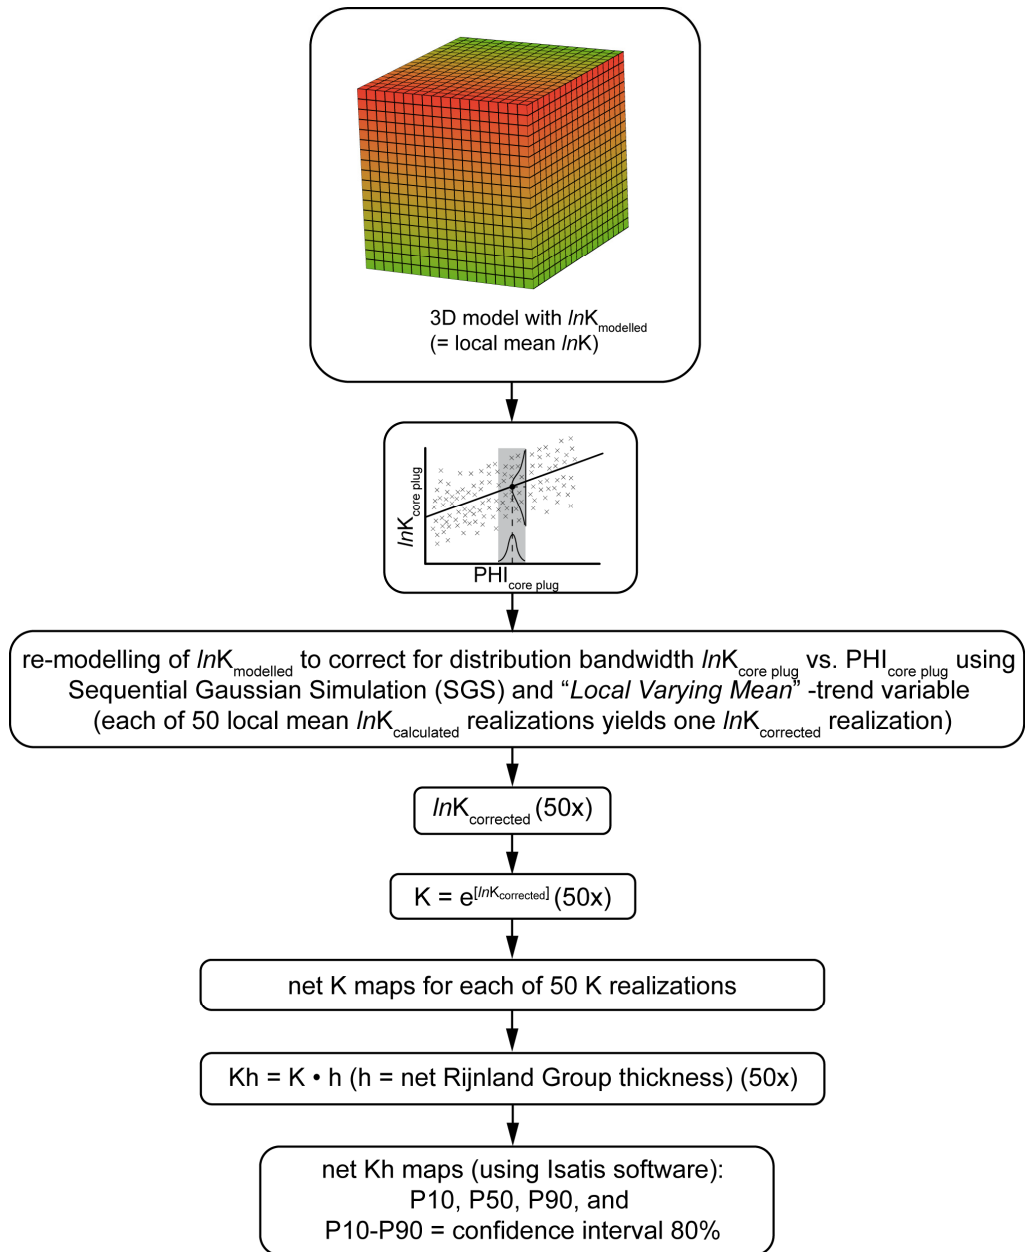 3D model with lnKmodelled
(= local mean lnK)
lnKcore plug
PHIcore plug
re-modelling of lnKmodelled to correct for distribution bandwidth lnKcore plug vs. PHIcore plug using
Sequential Gaussian Simulation (SGS) and “Local Varying Mean” -trend variable
(each of 50 local mean lnKcalculated realizations yields one lnKcorrected realization)
lnKcorrected (50x)
K = e[lnKcorrected] (50x)
net K maps for each of 50 K realizations
Kh = K • h (h = net Rijnland Group thickness) (50x)
net Kh maps (using Isatis software):
P10, P50, P90, and
P10-P90 = confidence interval 80%